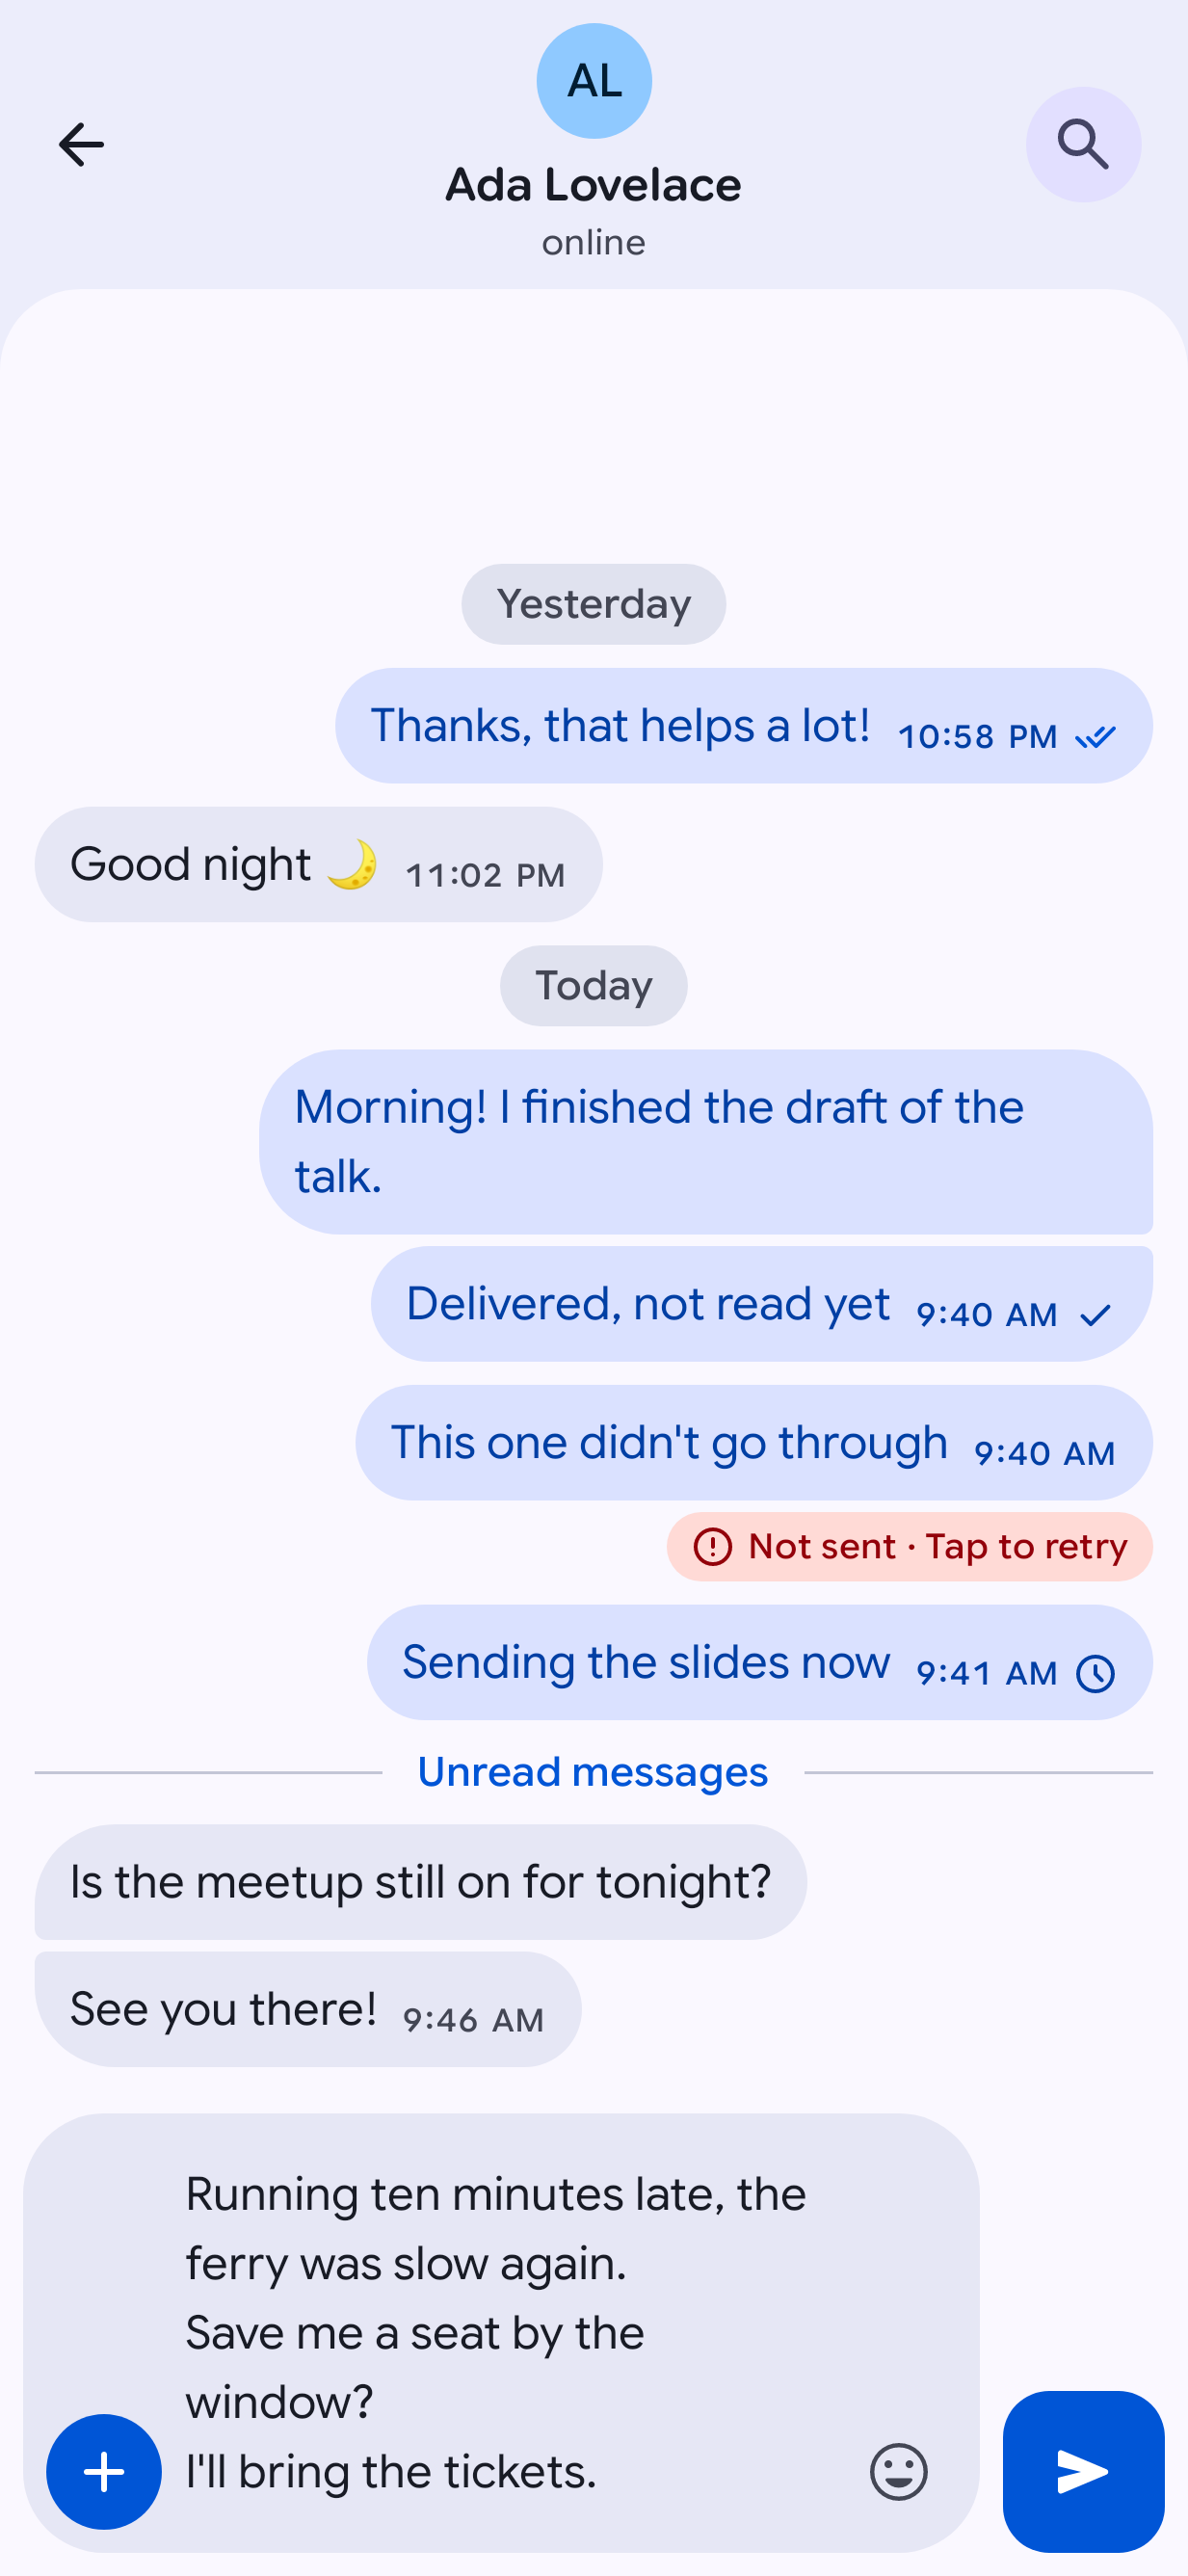 AL
Ada Lovelace
online
Yesterday
Thanks, that helps a lot! 10:58 PM
Good night 🌙 11:02 PM
Today
Morning! I finished the draft of the
talk.
Delivered, not read yet 9:40 AM
This one didn't go through 9:40 AM
Not sent · Tap to retry
Sending the slides now 9:41 AM
Unread messages
Is the meetup still on for tonight?
See you there! 9:46 AM
Running ten minutes late, the
ferry was slow again.
Save me a seat by the
window?
I'll bring the tickets.